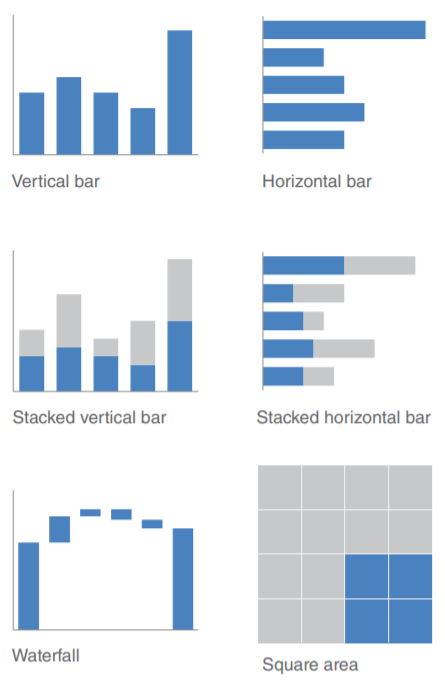 Vertical bar
Horizontal bar
Stacked vertical bar
Stacked horizontal bar
Waterfall
Square area